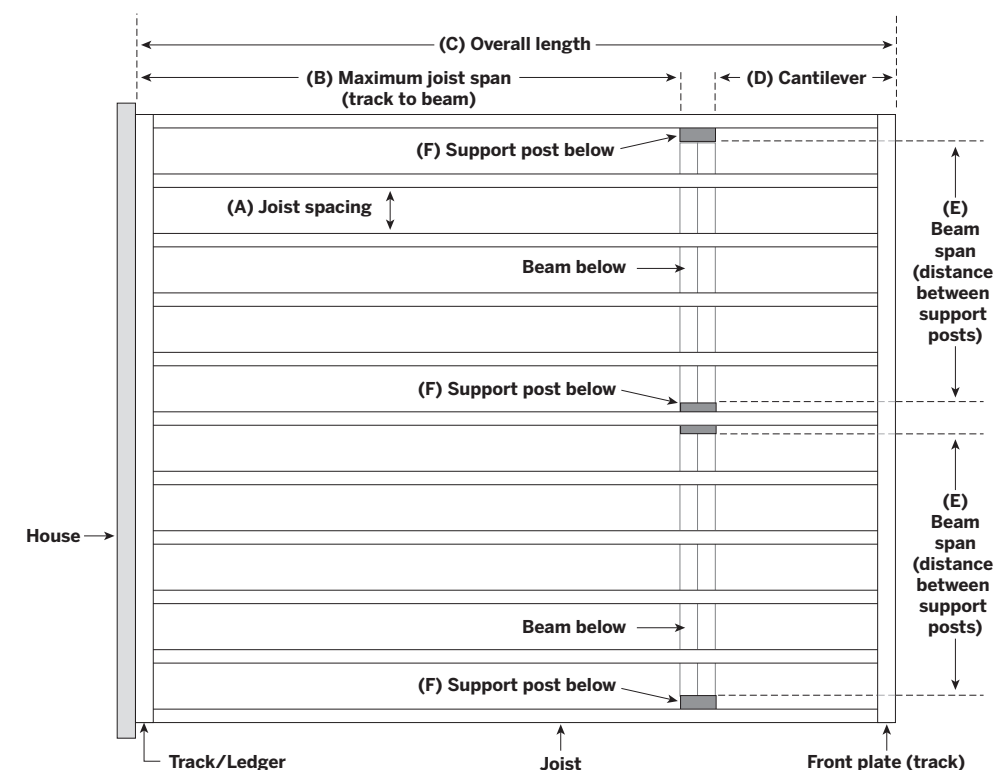 (C) Overall length
(B) Maximum joist span
(track to beam)
(D) Cantilever
(F) Support post below
(A) Joist spacing
(E)
Beam
span
(distance
between
support
posts)
Beam below
(F) Support post below
(E)
Beam
span
(distance
between
support
posts)
House
Beam below
(F) Support post below
Track/Ledger
Joist
Front plate (track)